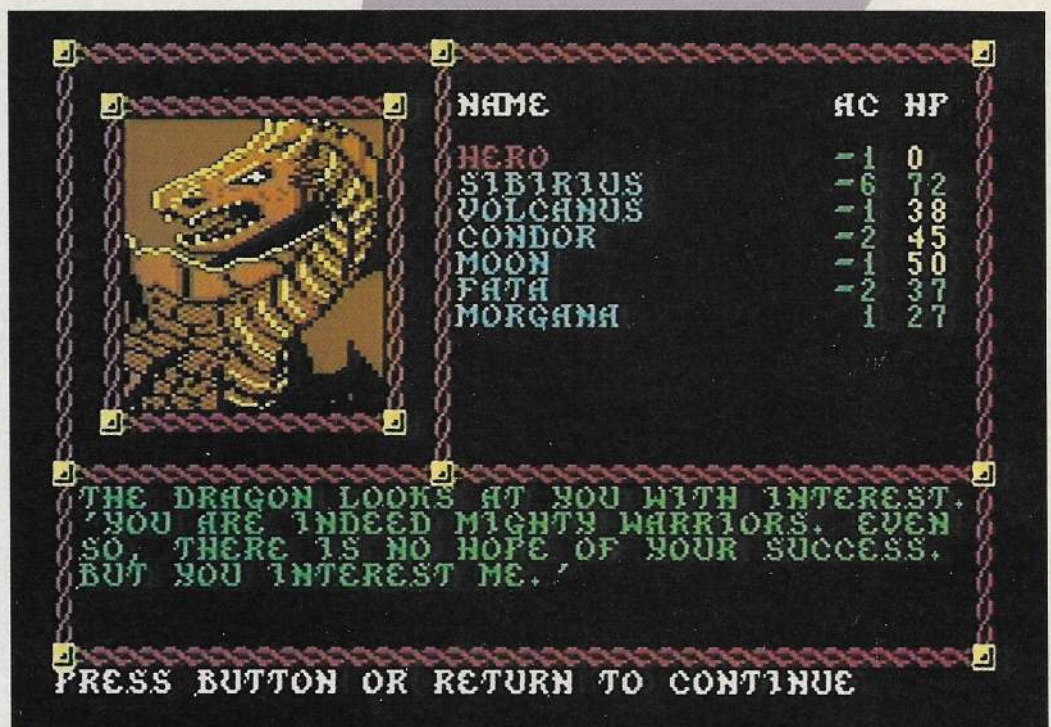 NAME AC HP
HERO -1 0
SIBIRIUS -6 72
VOLCANUS -1 38
CONDOR -2 45
MOON -1 50
FATA -2 37
MORGANA 1 27
THE DRAGON LOOKS AT YOU WITH INTEREST.
'YOU ARE INDEED MIGHTY WARRIORS. EVEN
SO, THERE IS NO HOPE OF YOUR SUCCESS.
BUT YOU INTEREST ME.'
PRESS BUTTON OR RETURN TO CONTINUE